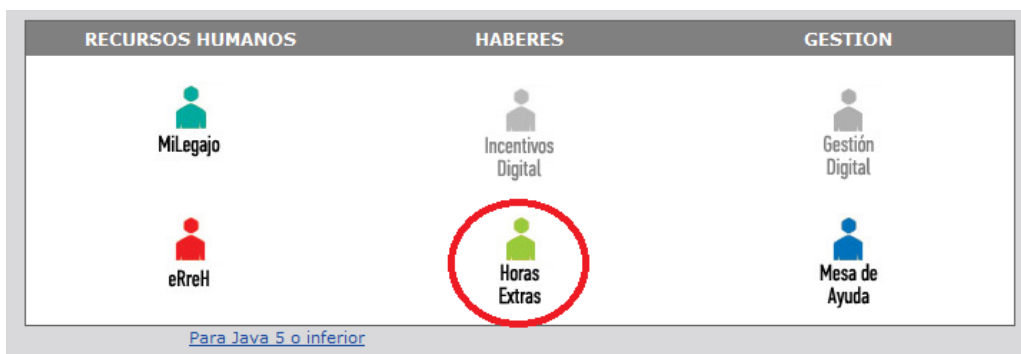 RECURSOS HUMANOS
HABERES
GESTION
MiLegajo
Incentivos
Digital
Gestión
Digital
eRreH
Horas
Extras
Mesa de
Ayuda
Para Java 5 o inferior